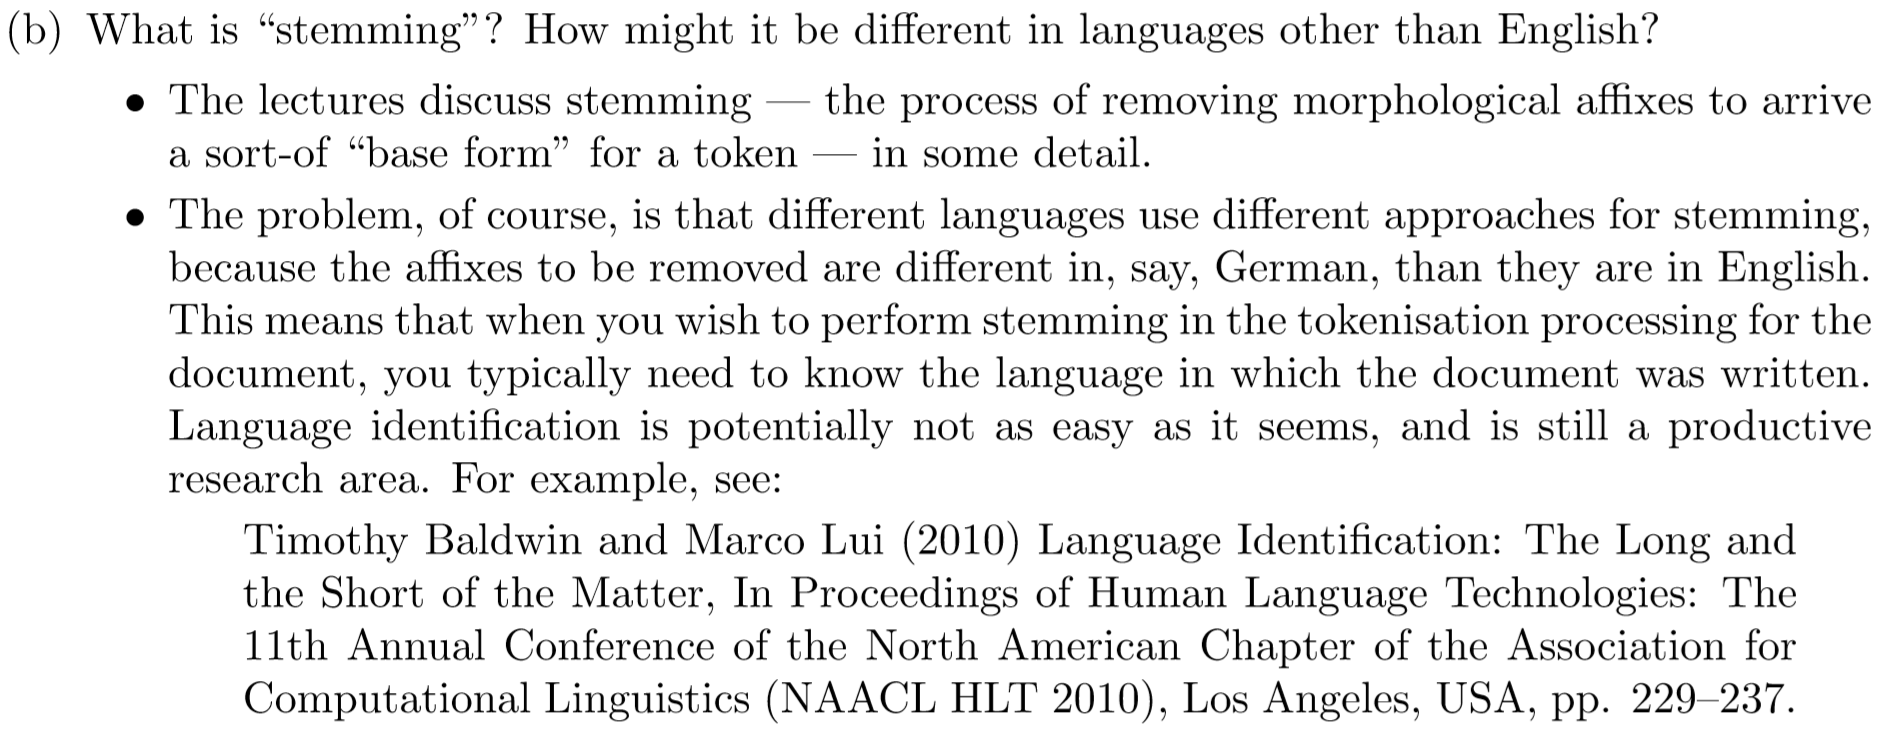 (b) What is “stemming”? How might it be different in languages other than English?
• The lectures discuss stemming — the process of removing morphological affixes to arrive
a sort-of “base form” for a token — in some detail.
• The problem, of course, is that different languages use different approaches for stemming,
because the affixes to be removed are different in, say, German, than they are in English.
This means that when you wish to perform stemming in the tokenisation processing for the
document, you typically need to know the language in which the document was written.
Language identification is potentially not as easy as it seems, and is still a productive
research area. For example, see:
Timothy Baldwin and Marco Lui (2010) Language Identification: The Long and
the Short of the Matter, In Proceedings of Human Language Technologies: The
11th Annual Conference of the North American Chapter of the Association for
Computational Linguistics (NAACL HLT 2010), Los Angeles, USA, pp. 229–237.